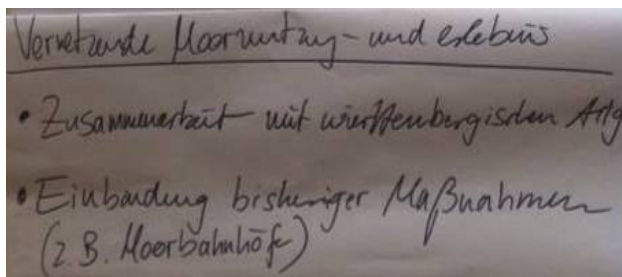 Vernetzende Moornutzung- und erlebnis
• Zusammenarbeit mit württembergischen
• Einbindung bisheriger Maßnahmen
(z.B. Moorbahnhöfe)